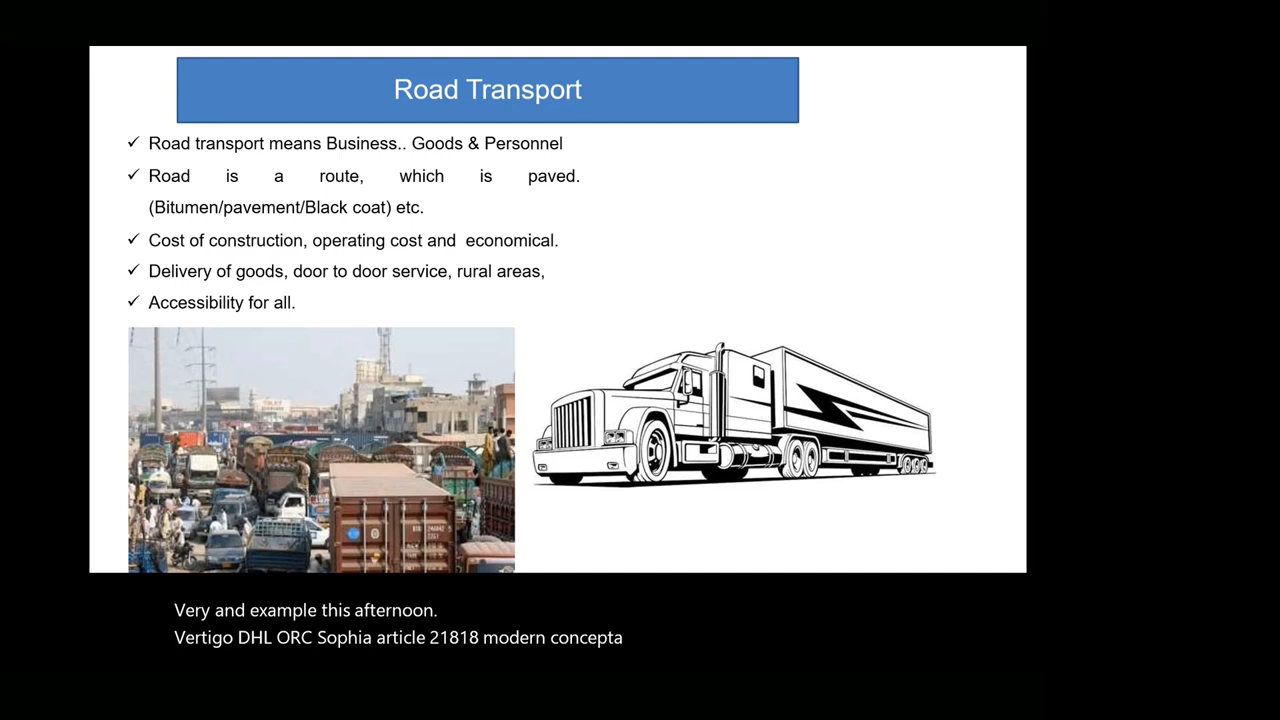 Road Transport
✓ Road transport means Business.. Goods & Personnel
✓ Road is a route, which is paved.
(Bitumen/pavement/Black coat) etc.
✓ Cost of construction, operating cost and economical.
✓ Delivery of goods, door to door service, rural areas,
✓ Accessibility for all.
Very and example this afternoon.
Vertigo DHL ORC Sophia article 21818 modern concepta